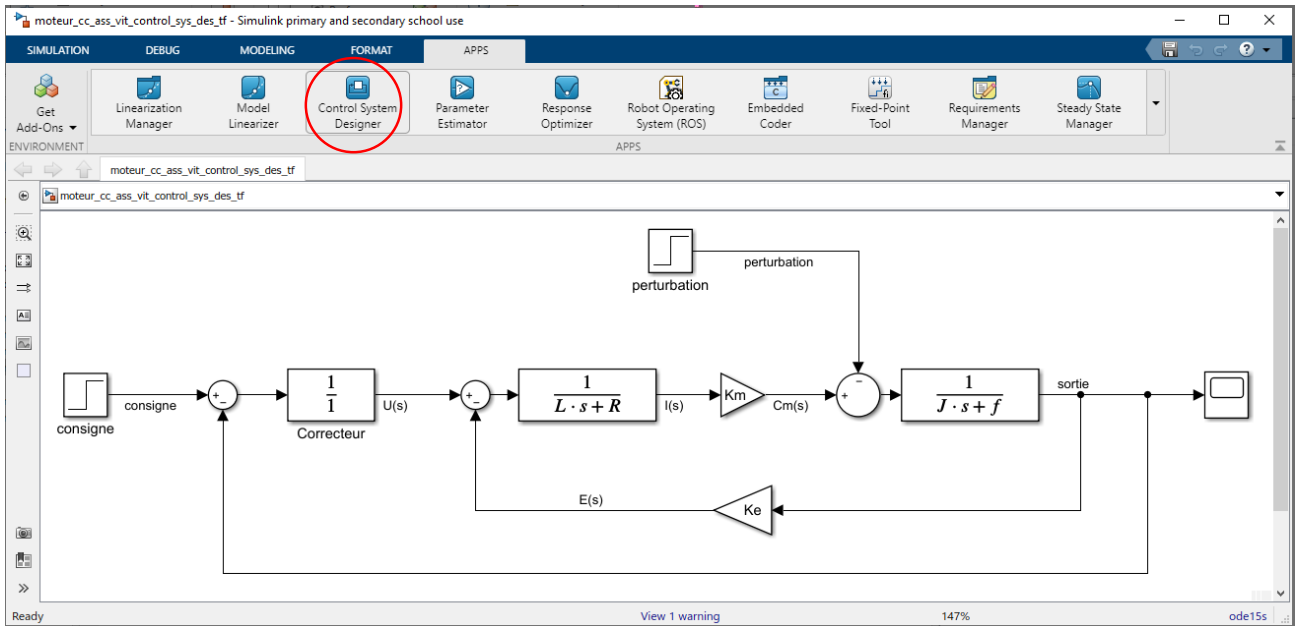 moteur_cc_ass_vit_control_sys_des_tf - Simulink primary and secondary school use
SIMULATION DEBUG MODELING FORMAT APPS
Get Add-Ons
Linearization Manager
Model Linearizer
Control System Designer
Parameter Estimator
Response Optimizer
Robot Operating System (ROS)
Embedded Coder
Fixed-Point Tool
Requirements Manager
Steady State Manager
ENVIRONMENT APPS
moteur_cc_ass_vit_control_sys_des_tf
moteur_cc_ass_vit_control_sys_des_tf
perturbation
perturbation
consigne
consigne
+ -
1
1
Correcteur
U(s)
+ -
1
L · s + R
I(s)
Km
Cm(s)
- +
1
J · s + f
sortie
E(s)
Ke
Ready View 1 warning 147% ode15s